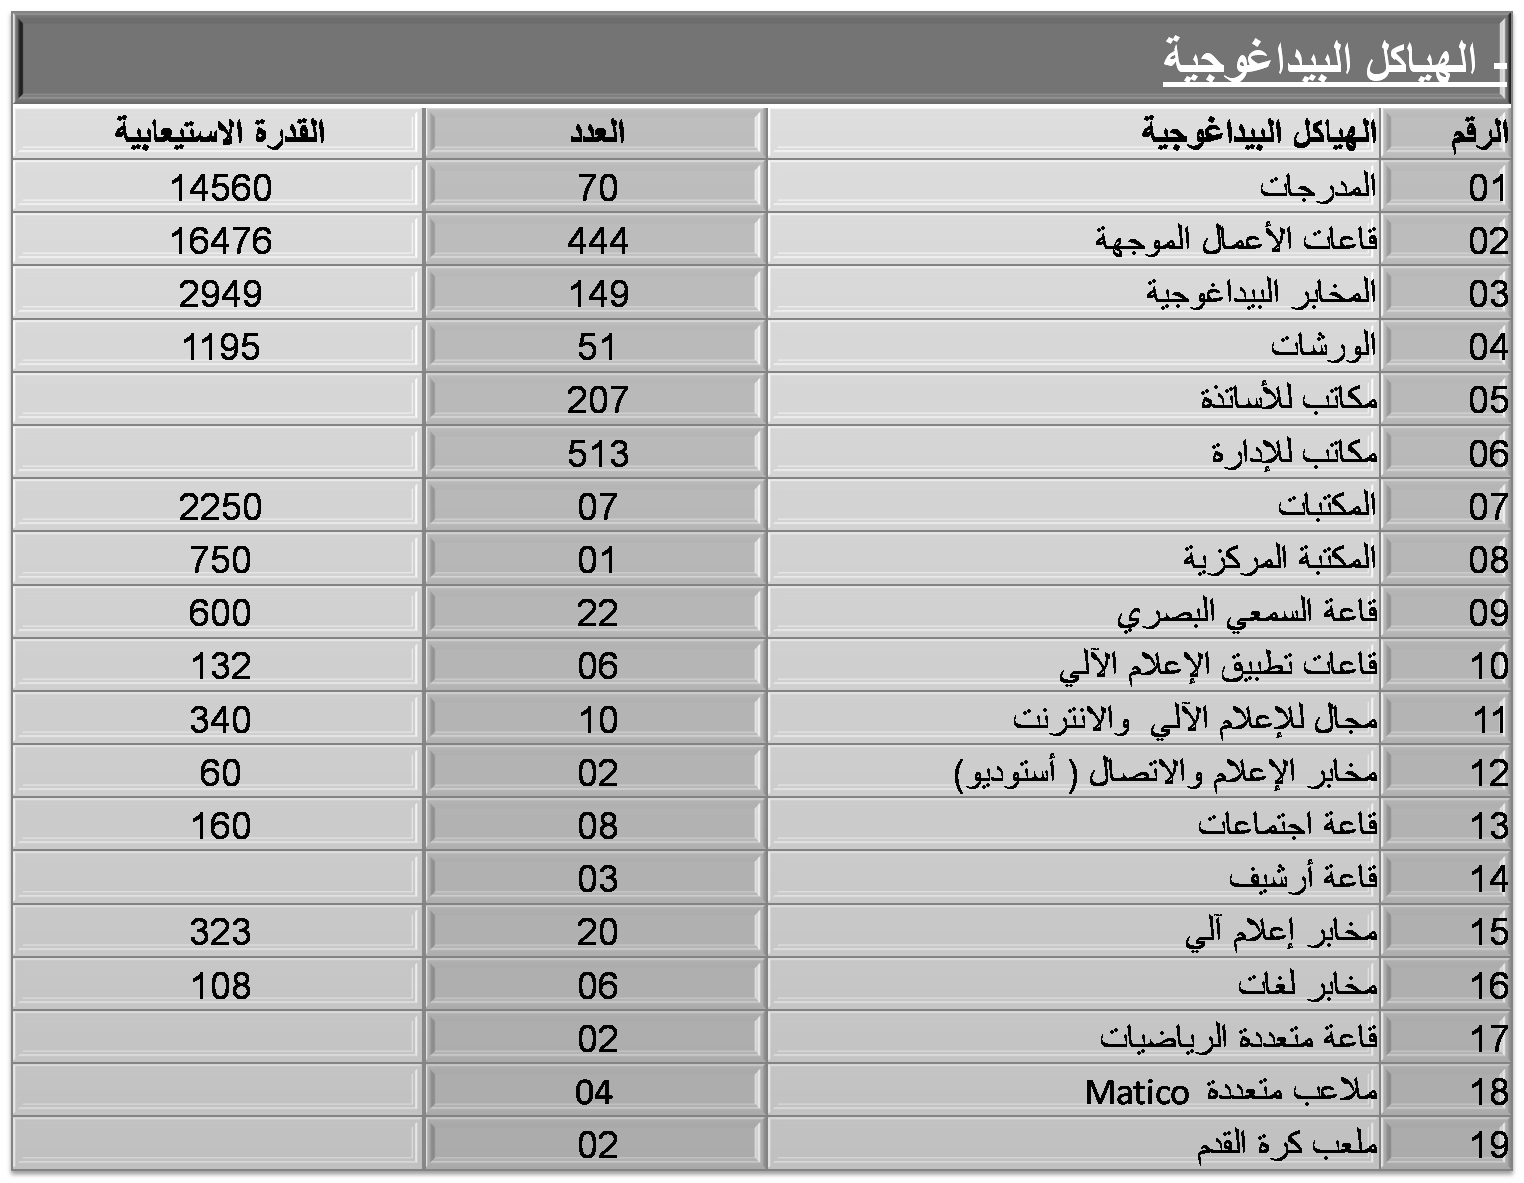 - الهياكل البيداغوجية
الرقم الهياكل البيداغوجية العدد القدرة الاستيعابية
01 المدرجات 70 14560
02 قاعات الأعمال الموجهة 444 16476
03 المخابر البيداغوجية 149 2949
04 الورشات 51 1195
05 مكاتب للأساتذة 207
06 مكاتب للإدارة 513
07 المكتبات 07 2250
08 المكتبة المركزية 01 750
09 قاعة السمعي البصري 22 600
10 قاعات تطبيق الإعلام الآلي 06 132
11 مجال للإعلام الآلي والانترنت 10 340
12 مخابر الإعلام والاتصال ( أستوديو) 02 60
13 قاعة اجتماعات 08 160
14 قاعة أرشيف 03
15 مخابر إعلام آلي 20 323
16 مخابر لغات 06 108
17 قاعة متعددة الرياضيات 02
18 ملاعب متعددة Matico 04
19 ملعب كرة القدم 02